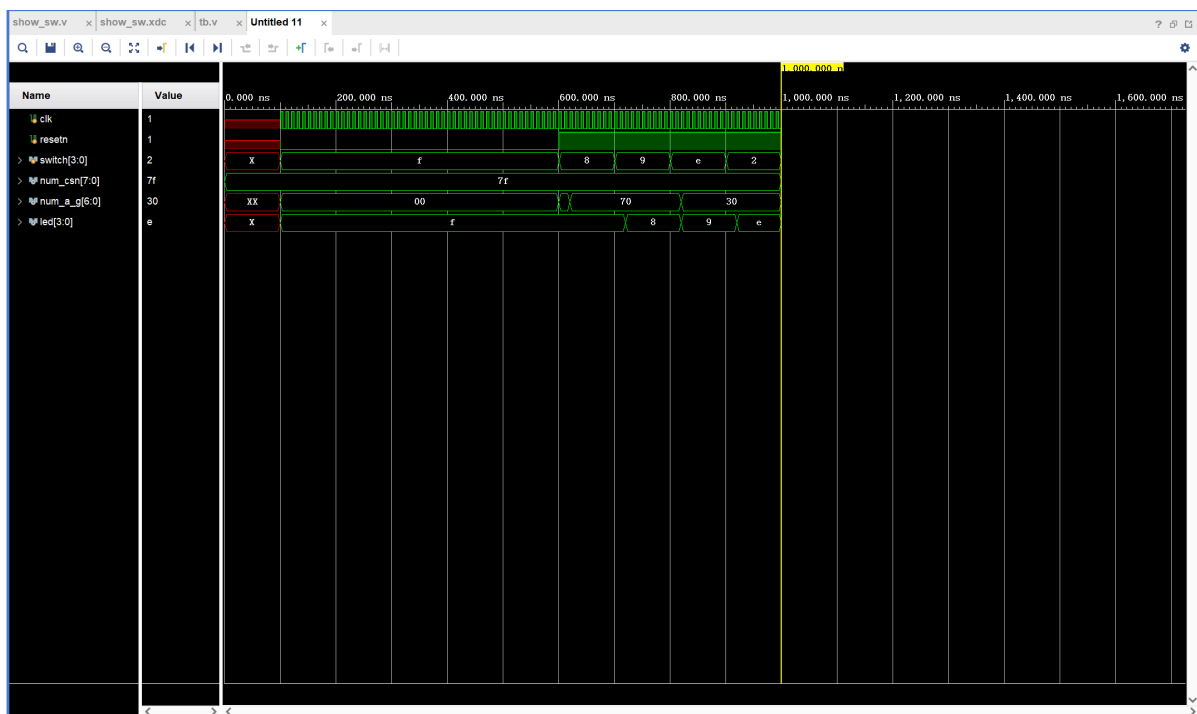 show_sw.v × show_sw.xdc × tb.v × Untitled 11 × ?
1,000.000 n
Name Value 0.000 ns 200.000 ns 400.000 ns 600.000 ns 800.000 ns 1,000.000 ns 1,200.000 ns 1,400.000 ns 1,600.000 ns
clk 1
resetn 1
switch[3:0] 2 X f 8 9 e 2
num_csn[7:0] 7f 7f
num_a_g[6:0] 30 XX 00 70 30
led[3:0] e X f 8 9 e